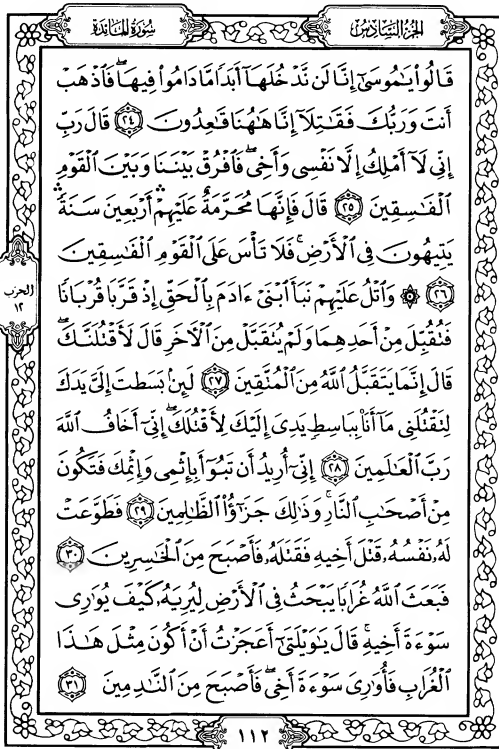 الجزء السادس
سورة المائدة
قَالُوا۟ يَـٰمُوسَىٰٓ إِنَّا لَن نَّدْخُلَهَآ أَبَدًا مَّا دَامُوا۟ فِيهَا ۖ فَٱذْهَبْ
أَنتَ وَرَبُّكَ فَقَـٰتِلَآ إِنَّا هَـٰهُنَا قَـٰعِدُونَ ٢٤ قَالَ رَبِّ
إِنِّى لَآ أَمْلِكُ إِلَّا نَفْسِى وَأَخِى ۖ فَٱفْرُقْ بَيْنَنَا وَبَيْنَ ٱلْقَوْمِ
ٱلْفَـٰسِقِينَ ٢٥ قَالَ فَإِنَّهَا مُحَرَّمَةٌ عَلَيْهِمْ ۛ أَرْبَعِينَ سَنَةً ۛ
يَتِيهُونَ فِى ٱلْأَرْضِ ۚ فَلَا تَأْسَ عَلَى ٱلْقَوْمِ ٱلْفَـٰسِقِينَ
٢٦ ۞ وَٱتْلُ عَلَيْهِمْ نَبَأَ ٱبْنَىْ ءَادَمَ بِٱلْحَقِّ إِذْ قَرَّبَا قُرْبَانًا
فَتُقُبِّلَ مِنْ أَحَدِهِمَا وَلَمْ يُتَقَبَّلْ مِنَ ٱلْـَٔاخَرِ قَالَ لَأَقْتُلَنَّكَ ۖ
قَالَ إِنَّمَا يَتَقَبَّلُ ٱللَّهُ مِنَ ٱلْمُتَّقِينَ ٢٧ لَئِنۢ بَسَطتَ إِلَىَّ يَدَكَ
لِتَقْتُلَنِى مَآ أَنَا۠ بِبَاسِطٍ يَدِىَ إِلَيْكَ لِأَقْتُلَكَ ۖ إِنِّىٓ أَخَافُ ٱللَّهَ
رَبَّ ٱلْعَـٰلَمِينَ ٢٨ إِنِّىٓ أُرِيدُ أَن تَبُوٓأَ بِإِثْمِى وَإِثْمِكَ فَتَكُونَ
مِنْ أَصْحَـٰبِ ٱلنَّارِ ۚ وَذَٰلِكَ جَزَٰٓؤُا۟ ٱلظَّـٰلِمِينَ ٢٩ فَطَوَّعَتْ
لَهُۥ نَفْسُهُۥ قَتْلَ أَخِيهِ فَقَتَلَهُۥ فَأَصْبَحَ مِنَ ٱلْخَـٰسِرِينَ ٣٠
فَبَعَثَ ٱللَّهُ غُرَابًا يَبْحَثُ فِى ٱلْأَرْضِ لِيُرِيَهُۥ كَيْفَ يُوَٰرِى
سَوْءَةَ أَخِيهِ ۚ قَالَ يَـٰوَيْلَتَىٰٓ أَعَجَزْتُ أَنْ أَكُونَ مِثْلَ هَـٰذَا
ٱلْغُرَابِ فَأُوَٰرِىَ سَوْءَةَ أَخِى ۖ فَأَصْبَحَ مِنَ ٱلنَّـٰدِمِينَ ٣١
الحزب
١٢
١١٢